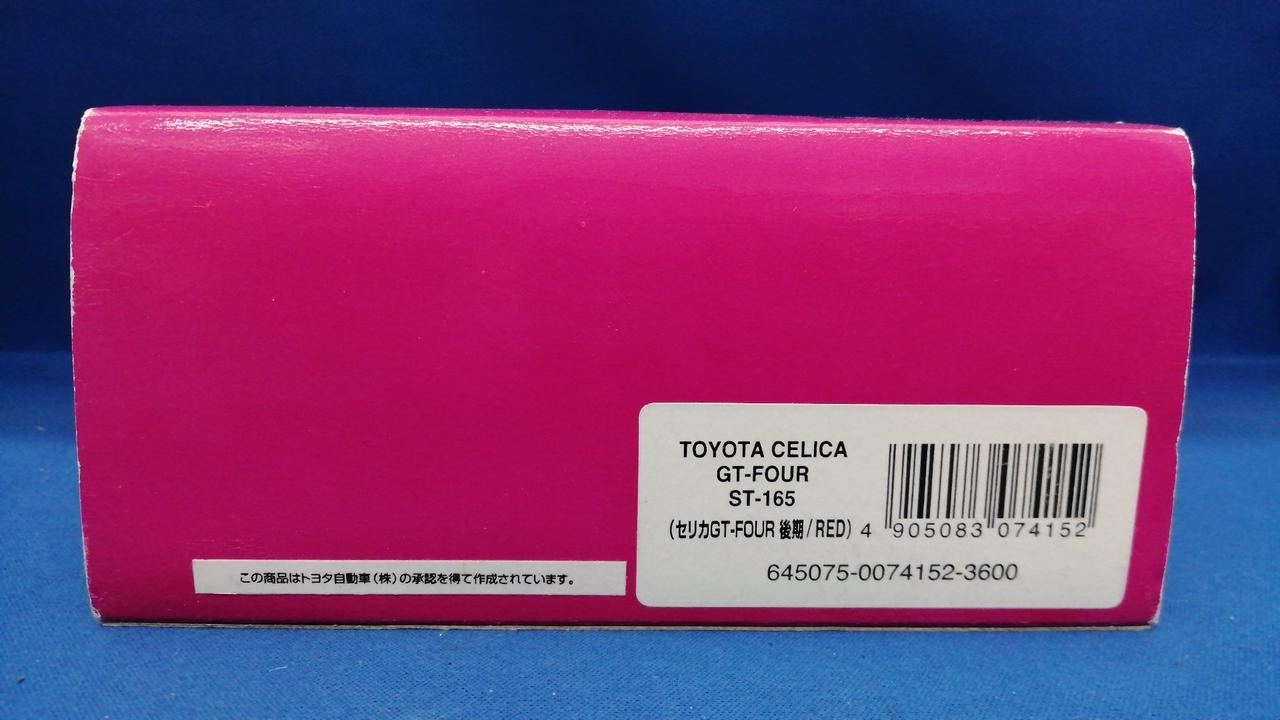 TOYOTA CELICA
GT-FOUR
ST-165
(セリカGT-FOUR 後期/RED)
4 905083 074152
645075-0074152-3600
この商品はトヨタ自動車(株)の承認を得て作成されています。